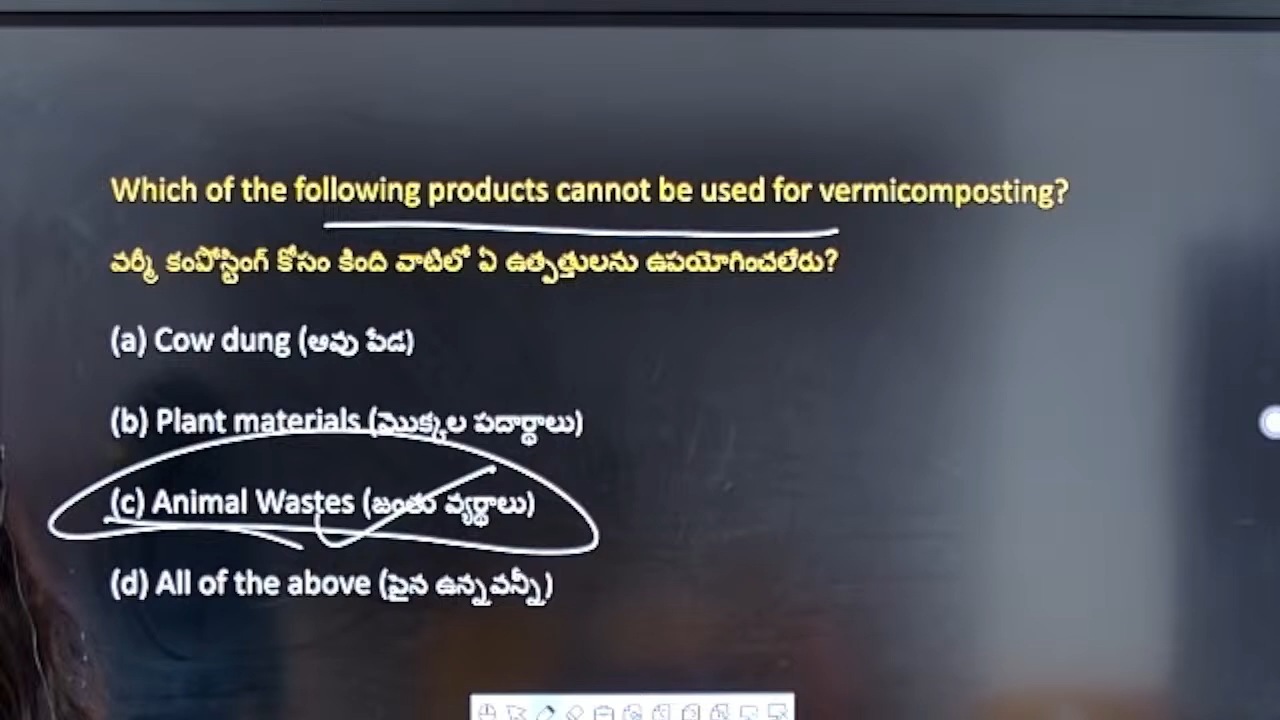 Which of the following products cannot be used for vermicomposting?
వర్మీ కంపోస్టింగ్ కోసం కింది వాటిలో ఏ ఉత్పత్తులను ఉపయోగించలేరు?
(a) Cow dung (ఆవు పేడ)
(b) Plant materials (మొక్కల పదార్థాలు)
(c) Animal Wastes (జంతు వ్యర్థాలు)
(d) All of the above (పైన ఉన్నవన్నీ)